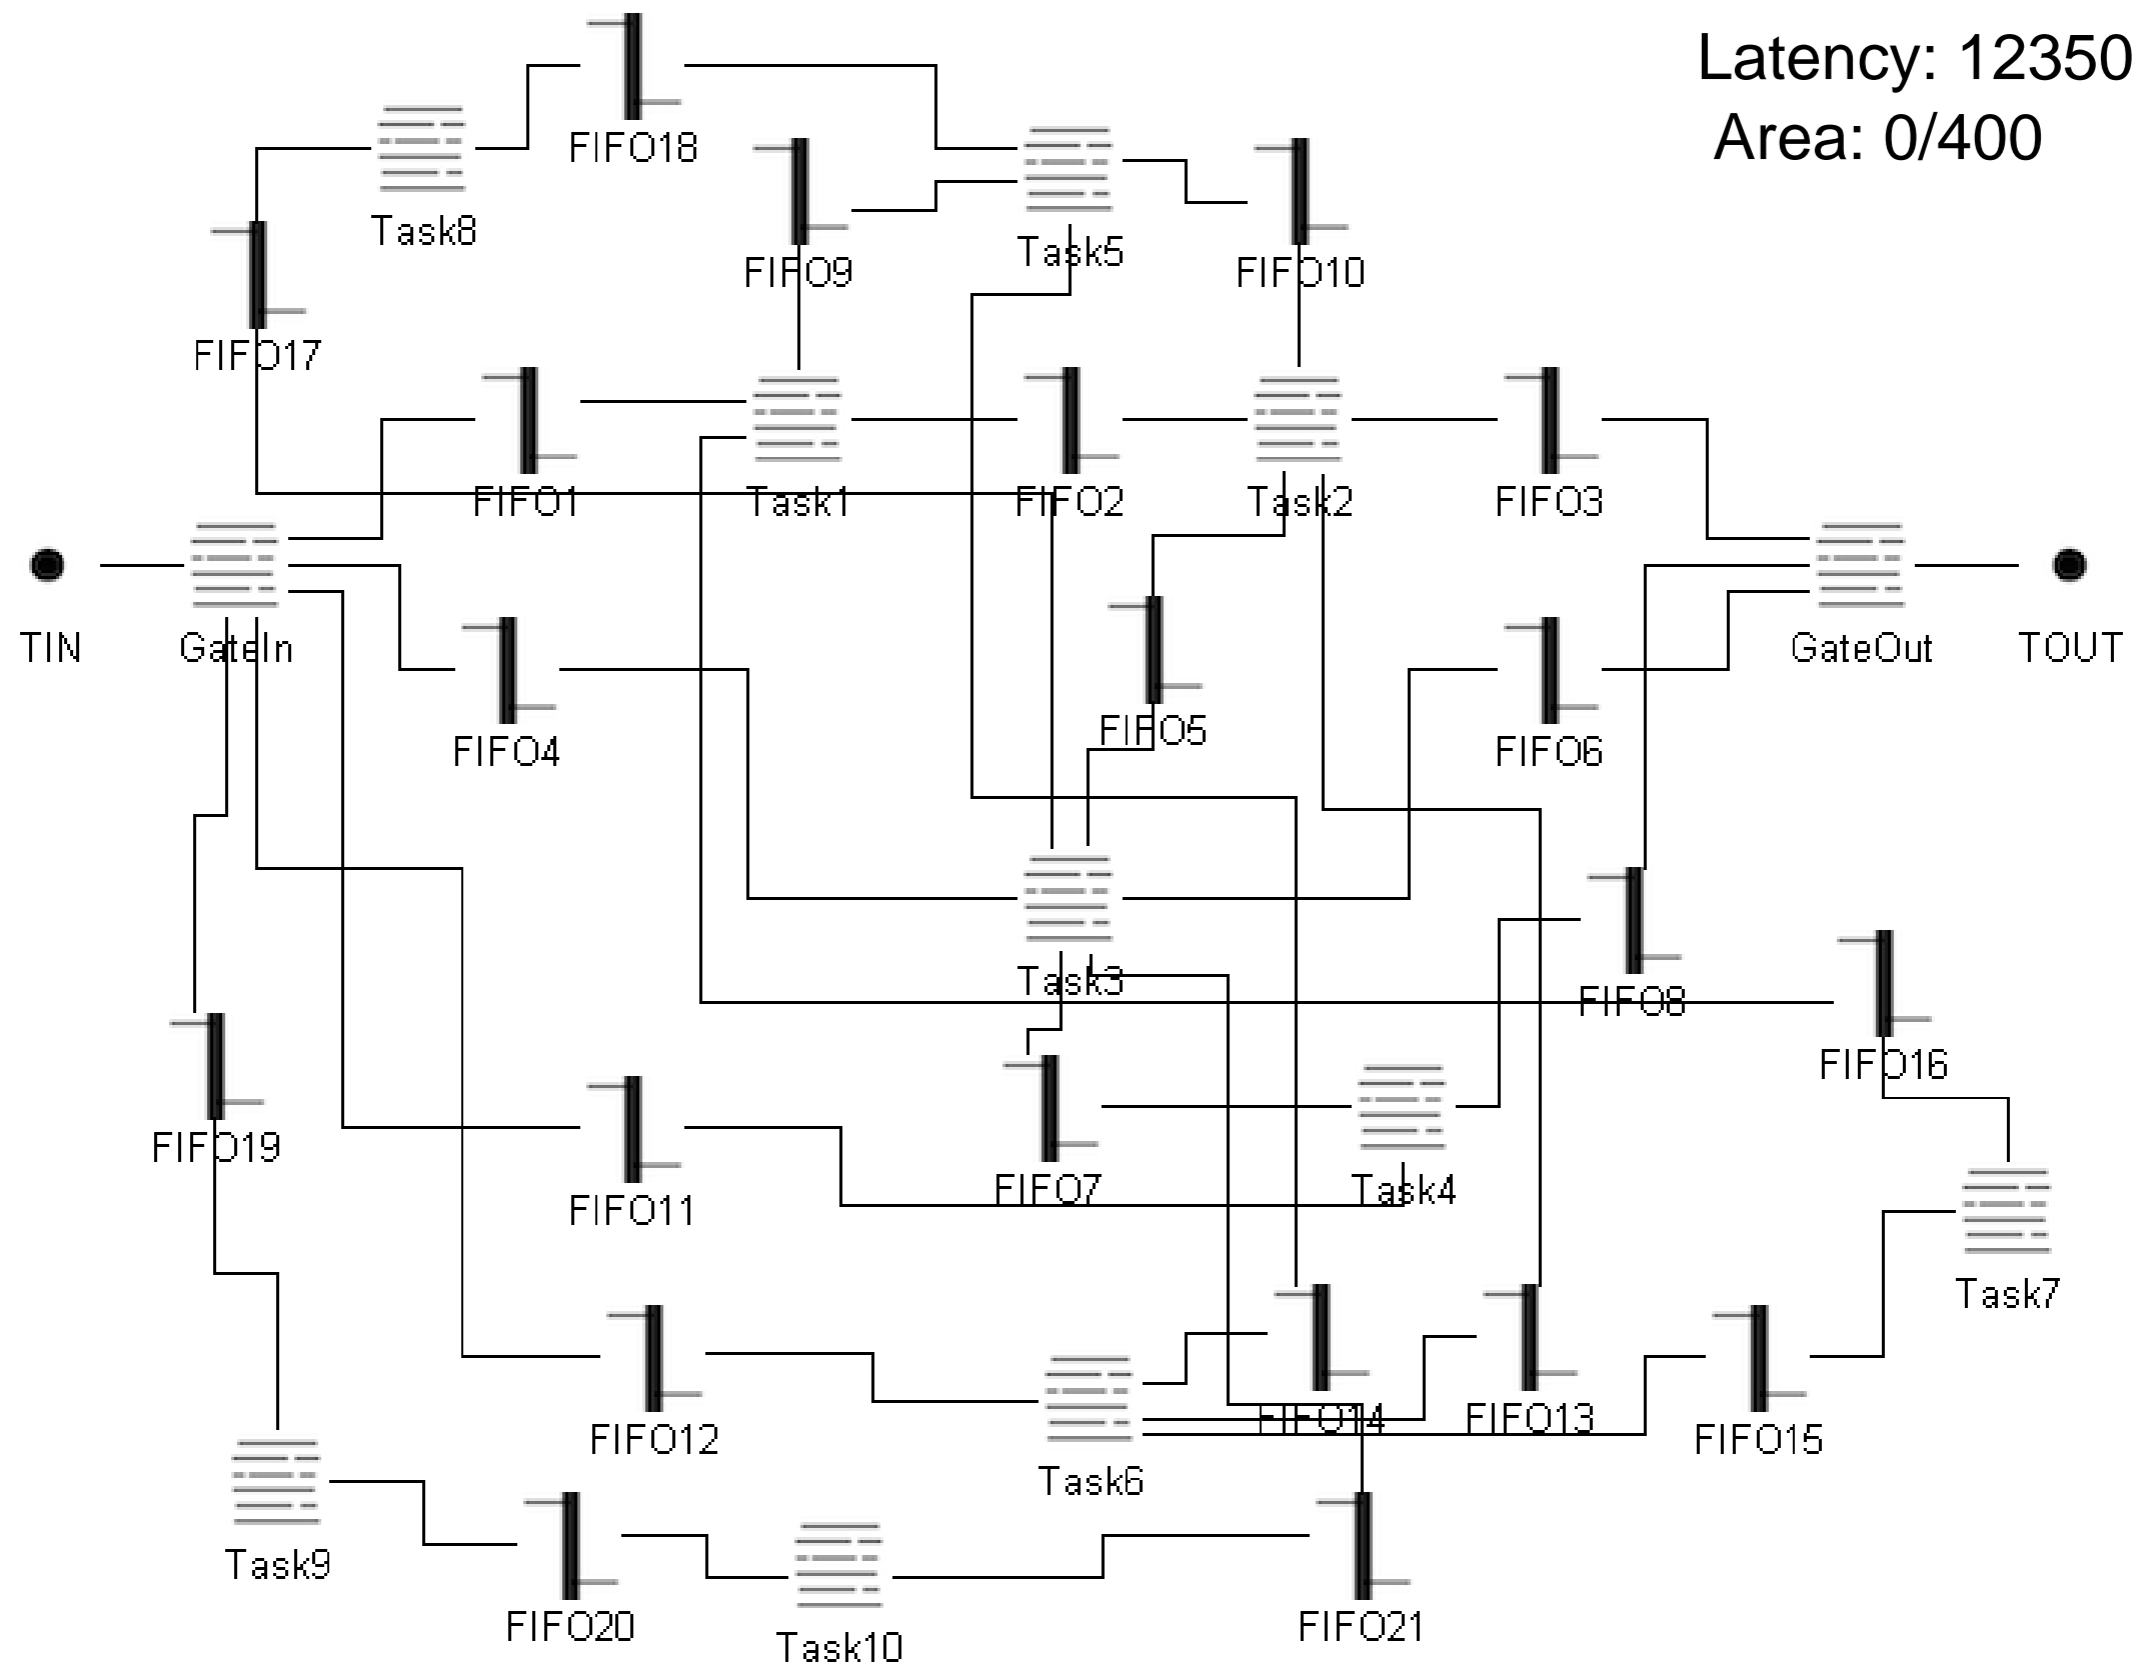 Latency: 12350
Area: 0/400
FIFO18
Task8
Task5
FIFO9
FIFO10
FIFO17
FIFO1
Task1
FIFO2
Task2
FIFO3
TIN
GateIn
GateOut
TOUT
FIFO5
FIFO4
FIFO6
Task3
FIFO8
FIFO16
FIFO19
FIFO11
FIFO7
Task4
Task7
FIFO12
FIFO14
FIFO13
FIFO15
Task6
Task9
FIFO20
Task10
FIFO21